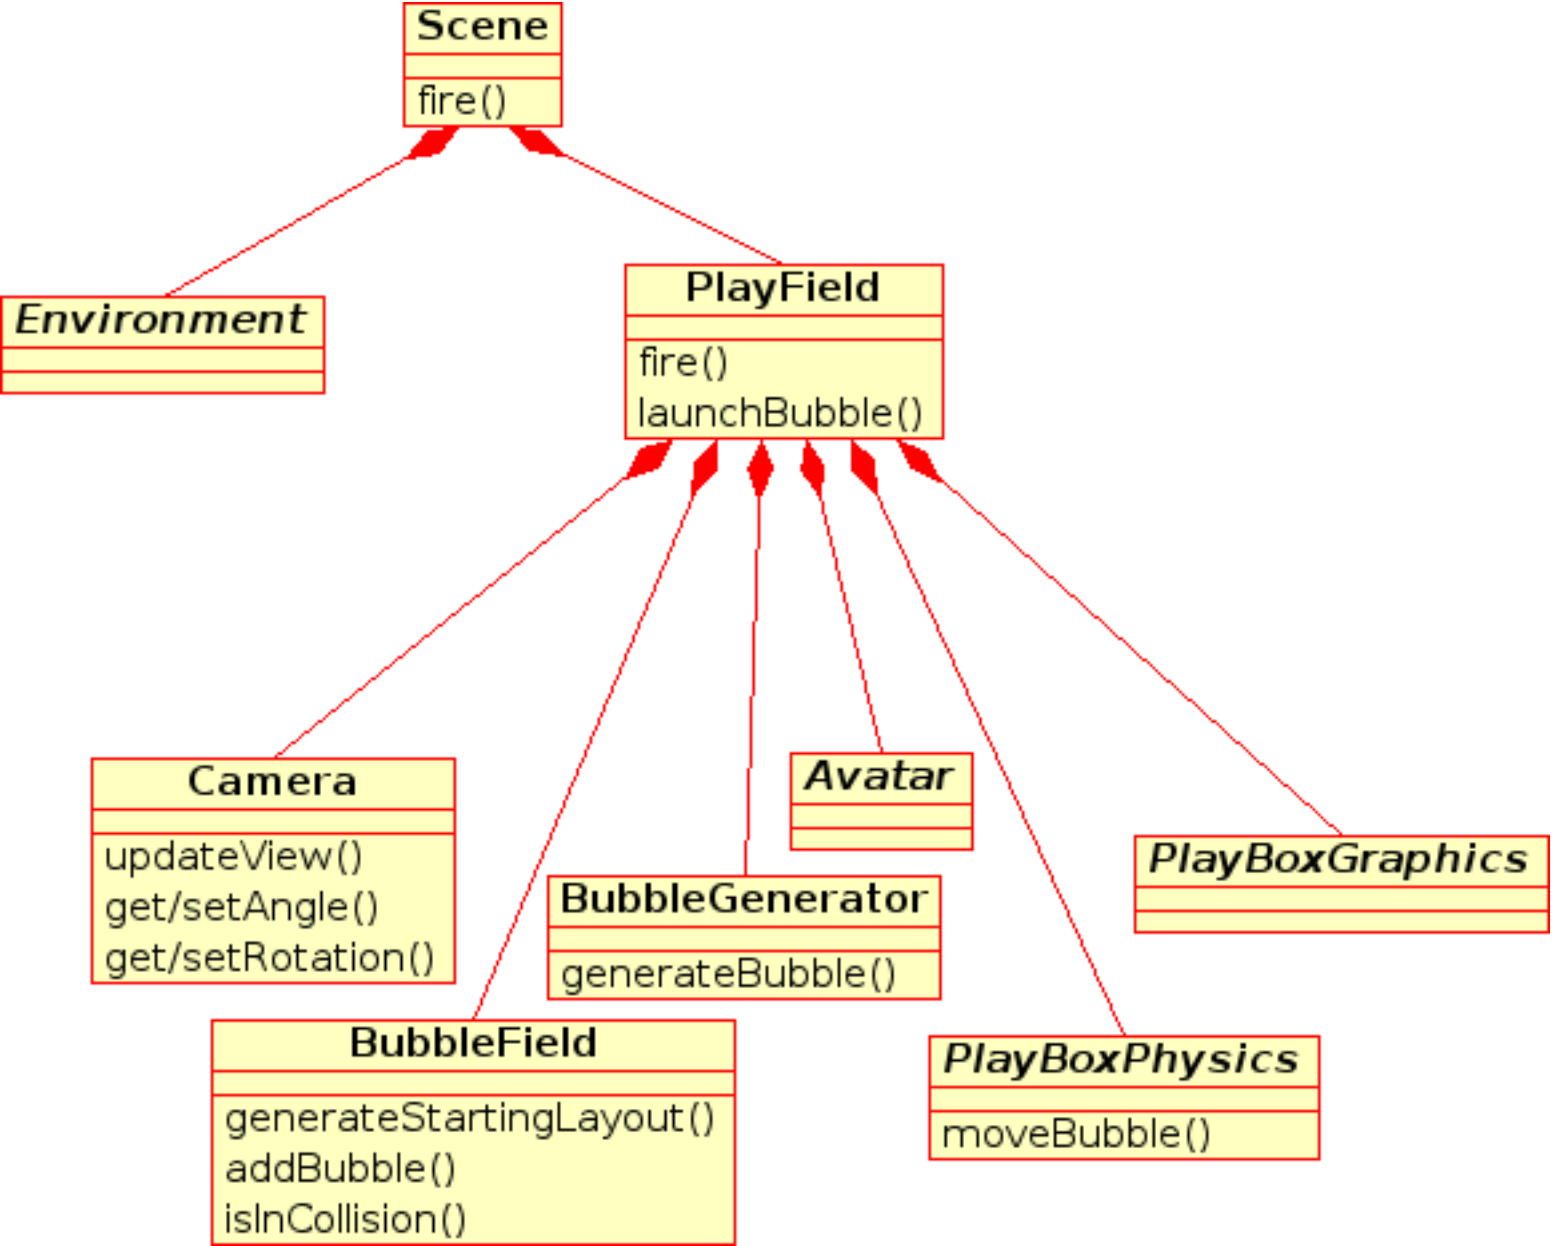 Scene
fire()
Environment
PlayField
fire()
launchBubble()
Camera
updateView()
get/setAngle()
get/setRotation()
Avatar
PlayBoxGraphics
BubbleGenerator
generateBubble()
BubbleField
generateStartingLayout()
addBubble()
isInCollision()
PlayBoxPhysics
moveBubble()